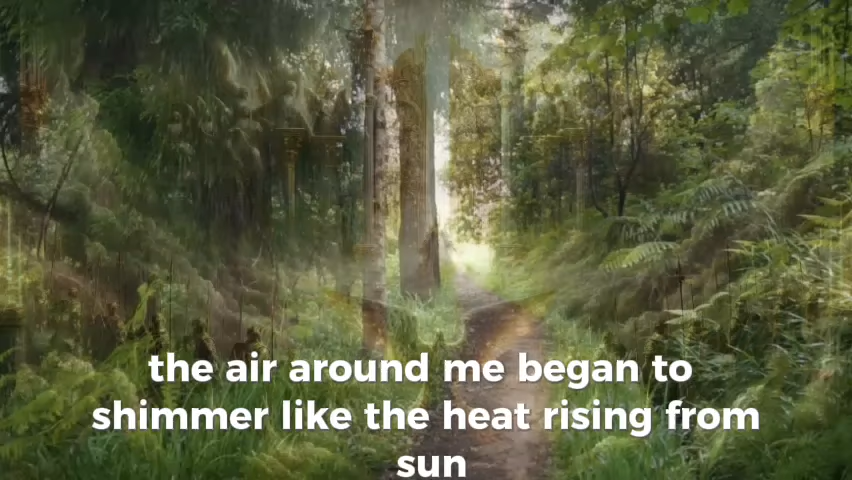 the air around me began to
shimmer like the heat rising from
sun